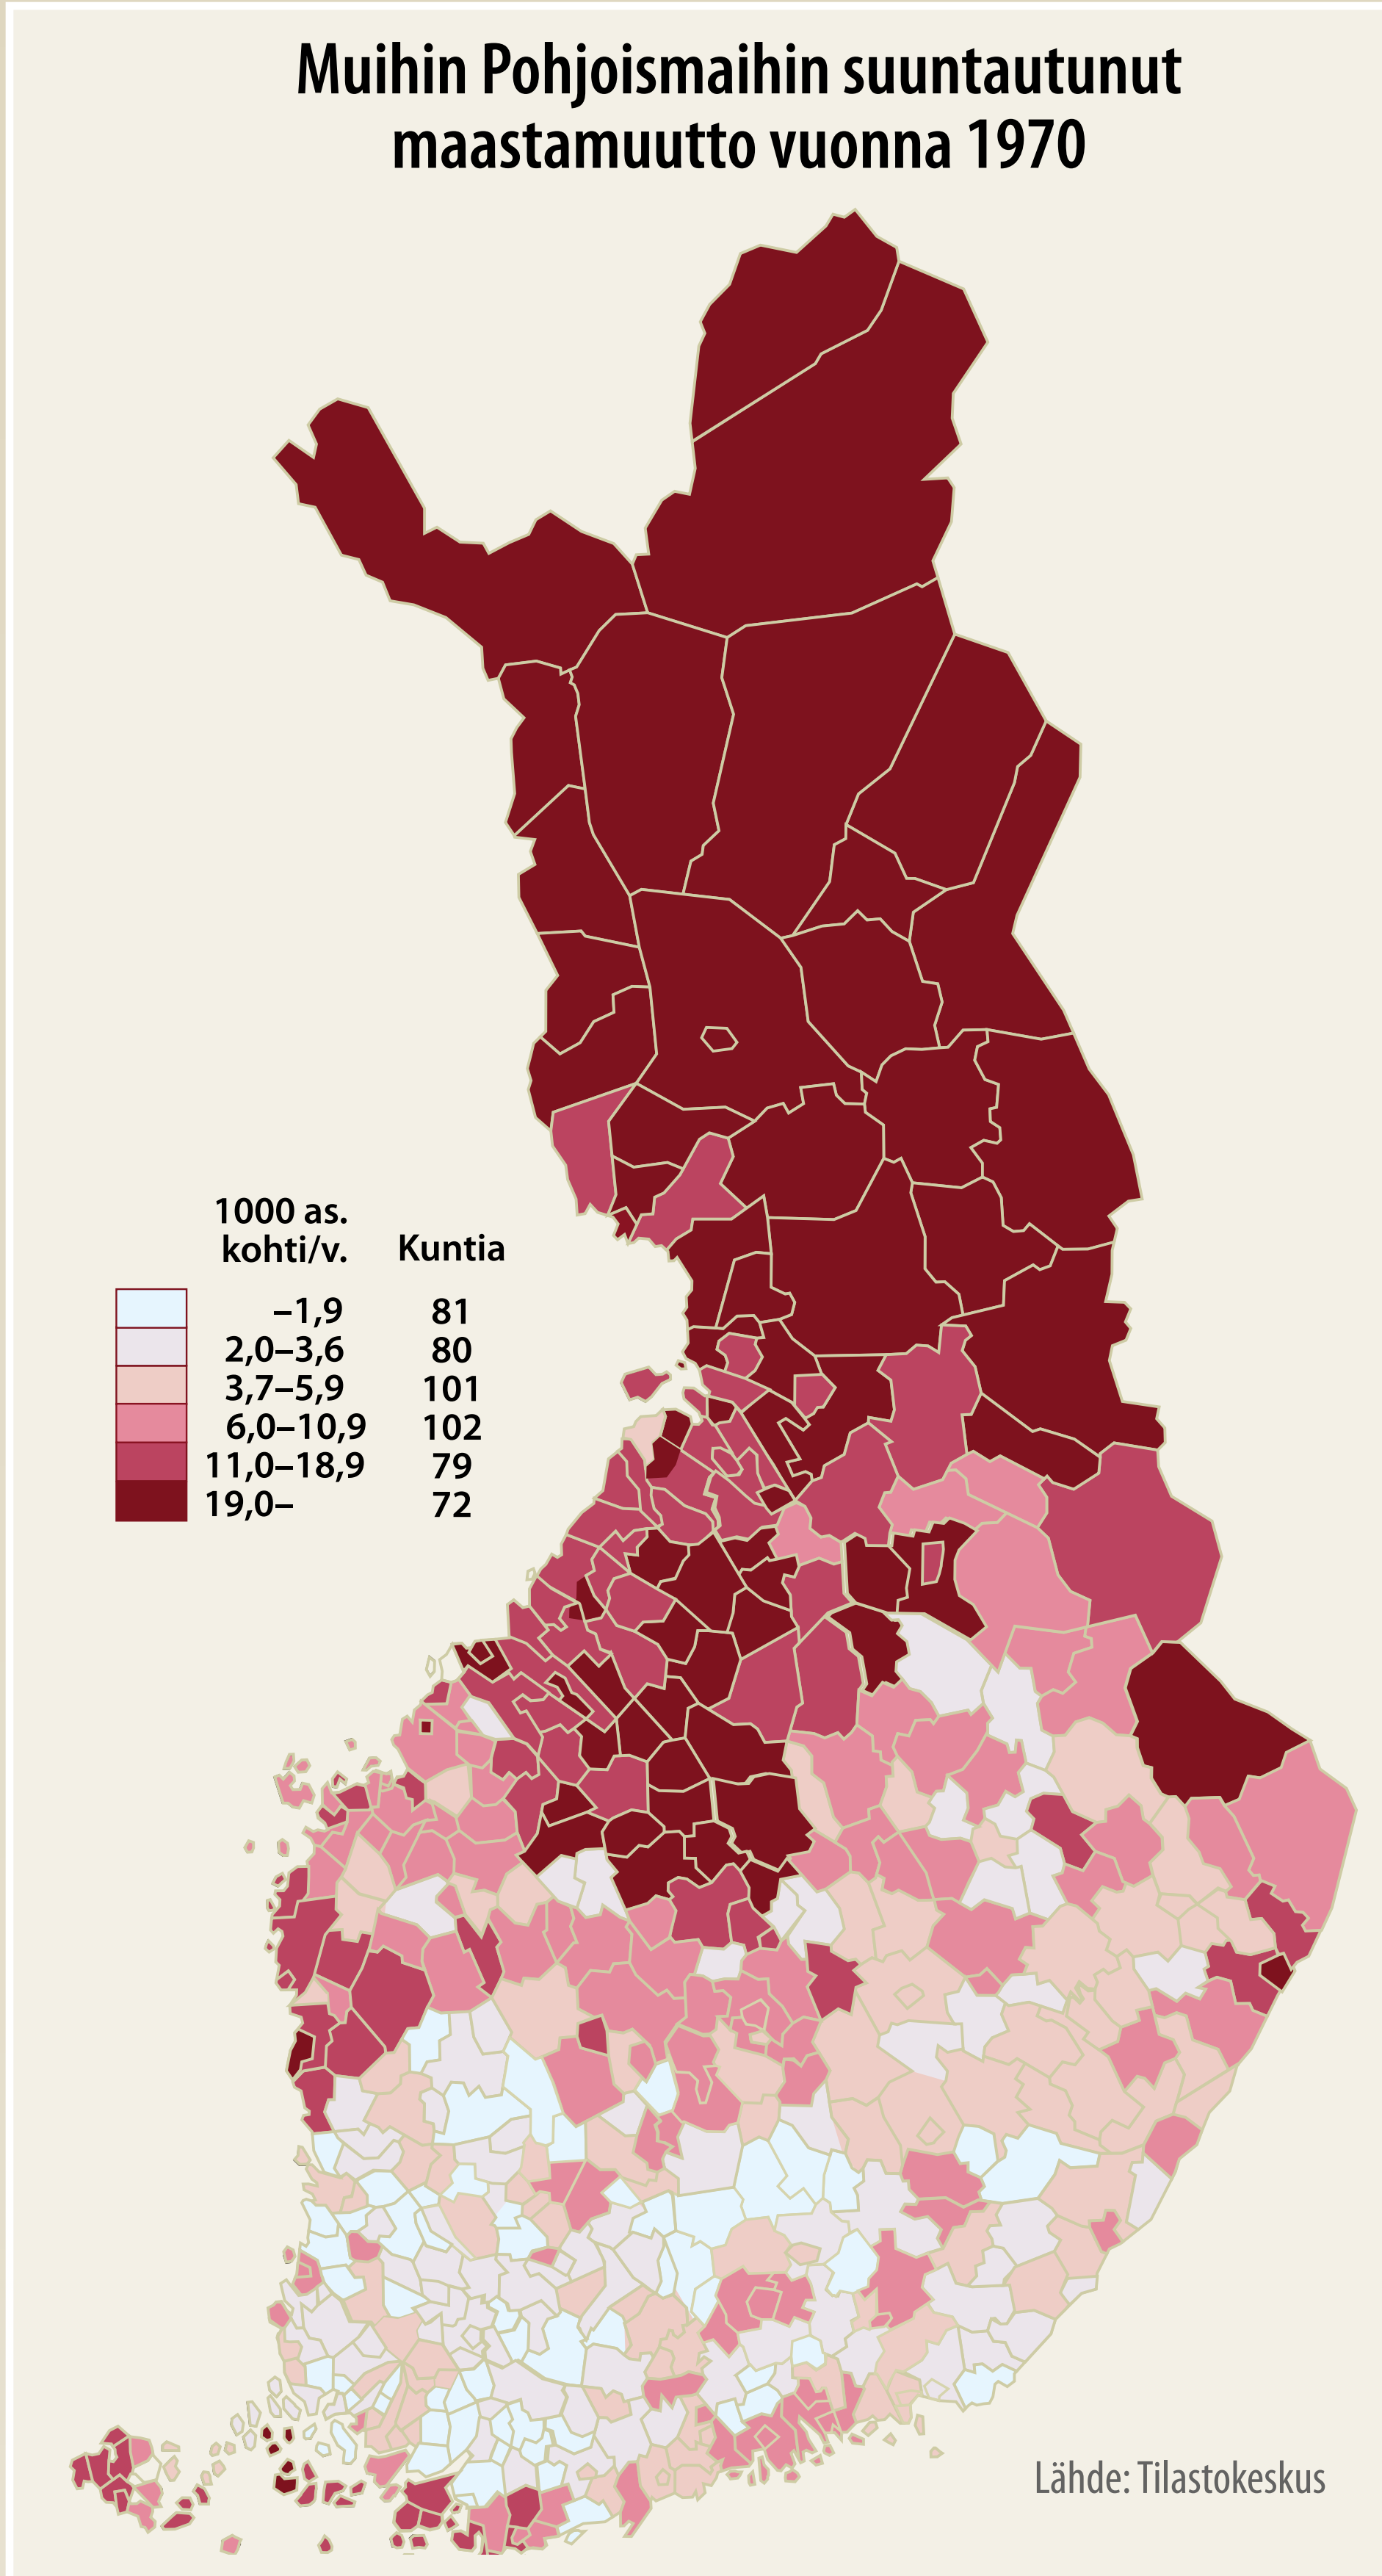 Muihin Pohjoismaihin suuntautunut
maastamuutto vuonna 1970
1000 as.
kohti/v. Kuntia
–1,9 81
2,0–3,6 80
3,7–5,9 101
6,0–10,9 102
11,0–18,9 79
19,0– 72
Lähde: Tilastokeskus